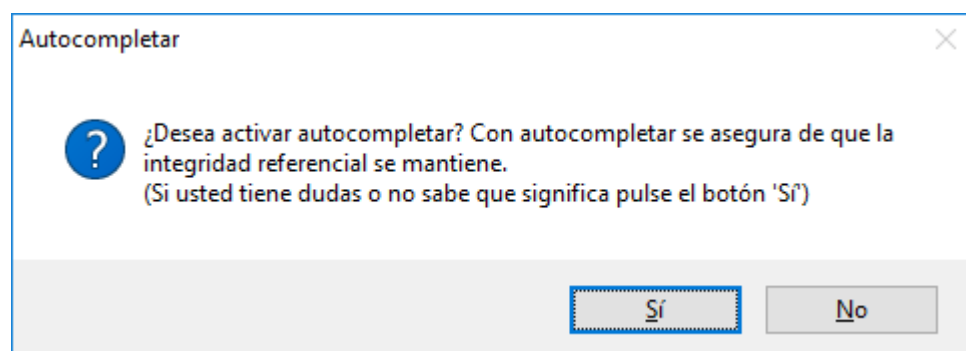 Autocompletar
¿Desea activar autocompletar? Con autocompletar se asegura de que la
integridad referencial se mantiene.
(Si usted tiene dudas o no sabe que significa pulse el botón 'Sí')
Sí
No